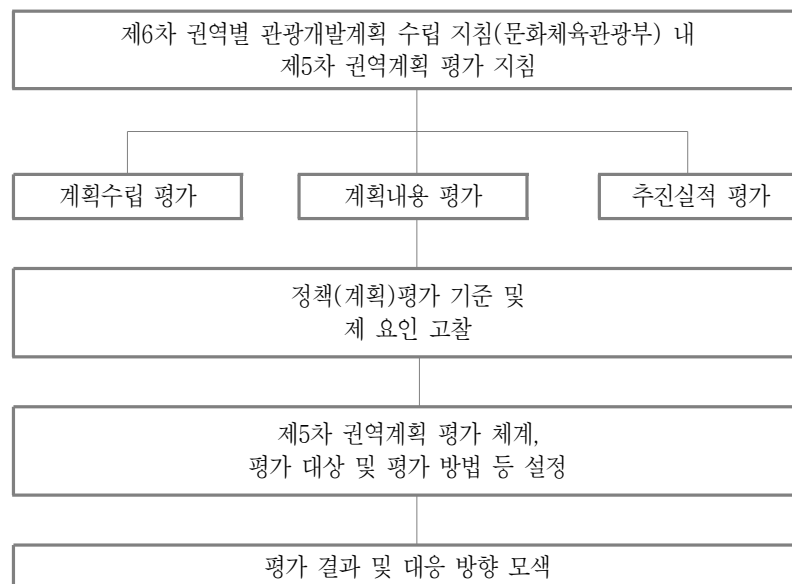 제6차 권역별 관광개발계획 수립 지침(문화체육관광부) 내
제5차 권역계획 평가 지침
계획수립 평가
계획내용 평가
추진실적 평가
정책(계획)평가 기준 및
제 요인 고찰
제5차 권역계획 평가 체계,
평가 대상 및 평가 방법 등 설정
평가 결과 및 대응 방향 모색